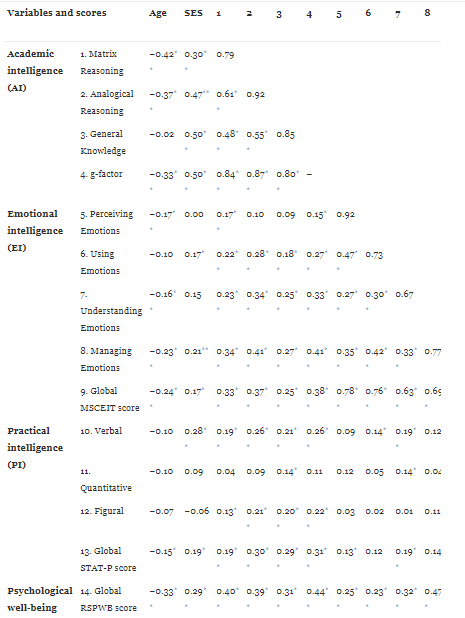 Variables and scores Age SES 1 2 3 4 5 6 7 8
Academic 1. Matrix −0.42* 0.30* 0.79
intelligence Reasoning * *
(AI)
2. Analogical −0.37* 0.47** 0.61* 0.92
Reasoning * *
3. General −0.02 0.50* 0.48* 0.55* 0.85
Knowledge * * *
4. g-factor −0.33* 0.50* 0.84* 0.87* 0.80* –
* * * * *
Emotional 5. Perceiving −0.17* 0.00 0.17* 0.10 0.09 0.15* 0.92
intelligence Emotions * *
(EI)
6. Using −0.10 0.17* 0.22* 0.28* 0.18* 0.27* 0.47* 0.73
Emotions * * * * *
7. −0.16* 0.15 0.23* 0.34* 0.25* 0.33* 0.27* 0.30* 0.67
Understanding * * * * * * *
Emotions
8. Managing −0.23* 0.21** 0.34* 0.41* 0.27* 0.41* 0.35* 0.42* 0.33* 0.77
Emotions * * * * * * * *
9. Global −0.24* 0.17* 0.33* 0.37* 0.25* 0.38* 0.78* 0.76* 0.63* 0.69
MSCEIT score * * * * * * * *
Practical 10. Verbal −0.10 0.28* 0.19* 0.26* 0.21* 0.26* 0.09 0.14* 0.19* 0.12
intelligence * * * * * *
(PI)
11. −0.10 0.09 0.04 0.09 0.14* 0.11 0.12 0.05 0.14*
Quantitative
12. Figural −0.07 −0.06 0.13* 0.21* 0.20* 0.22* 0.03 0.02 0.01 0.11
* * *
13. Global −0.15* 0.19* 0.19* 0.30* 0.29* 0.31* 0.13* 0.12 0.19* 0.14
STAT-P score * * * * *
Psychological 14. Global −0.33* 0.29* 0.40* 0.39* 0.31* 0.44* 0.25* 0.23* 0.32* 0.47
well-being RSPWB score * * * * * * * * *